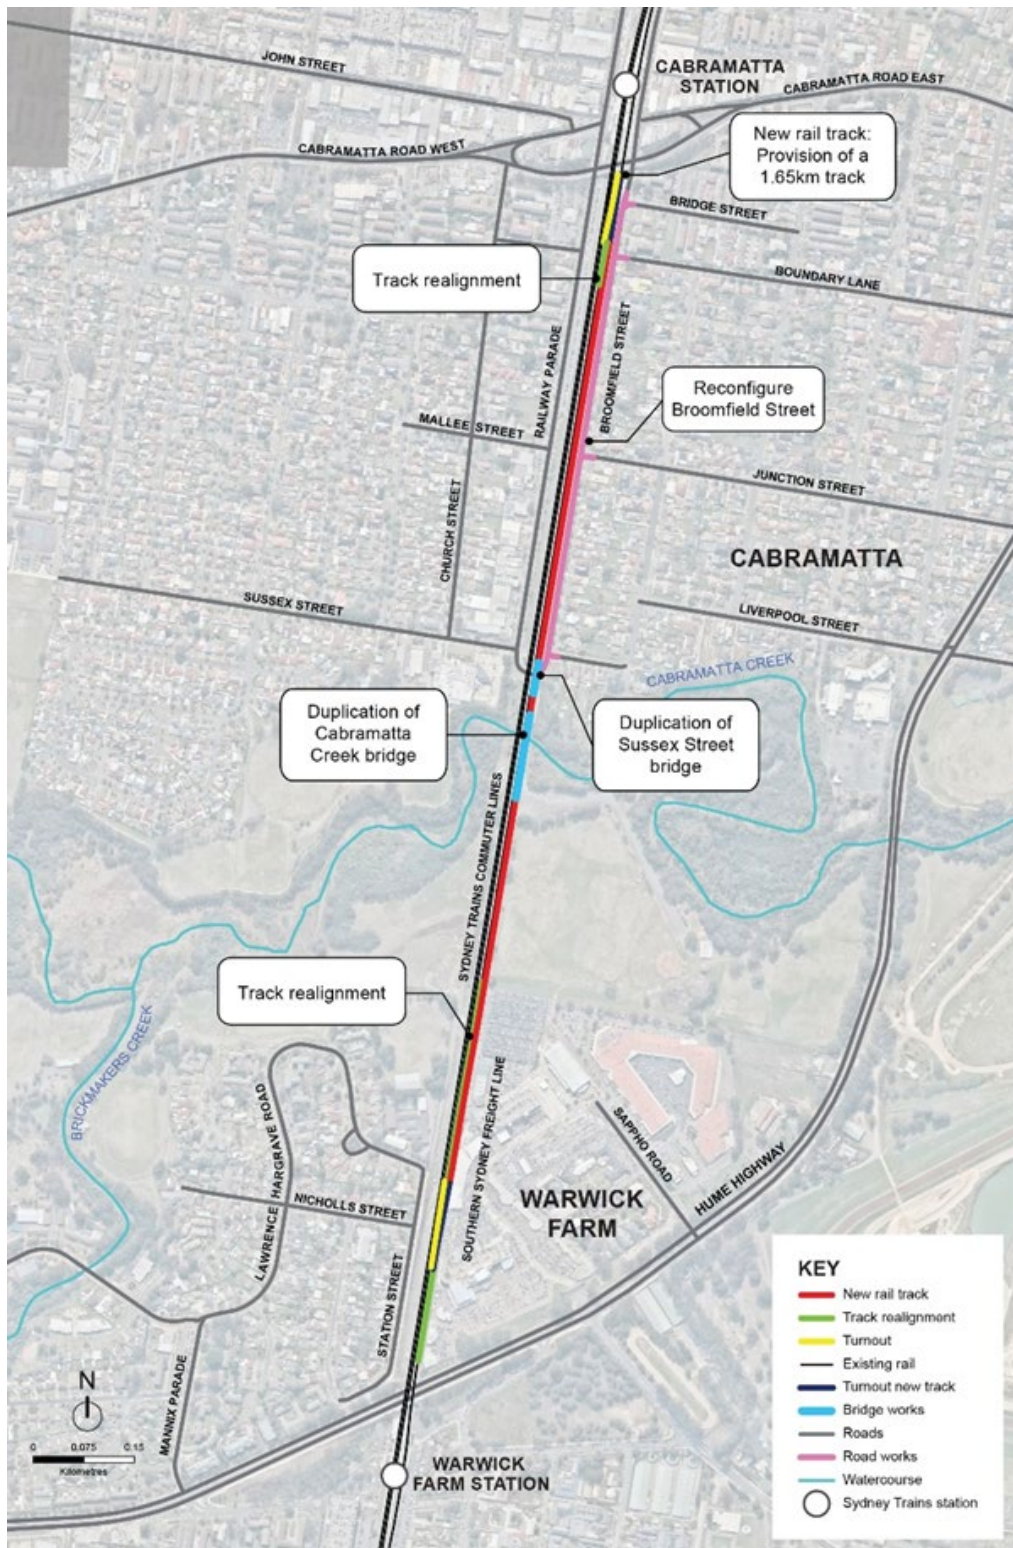 JOHN STREET
CABRAMATTA
STATION
CABRAMATTA ROAD EAST
CABRAMATTA ROAD WEST
New rail track:
Provision of a
1.65km track
BRIDGE STREET
Track realignment
BOUNDARY LANE
RAILWAY PARADE
BROOMFIELD STREET
Reconfigure
Broomfield Street
MALLEE STREET
JUNCTION STREET
CHURCH STREET
CABRAMATTA
SUSSEX STREET
LIVERPOOL STREET
CABRAMATTA CREEK
Duplication of
Cabramatta
Creek bridge
Duplication of
Sussex Street
bridge
SYDNEY TRAINS COMMUTER LINES
Track realignment
BRICKMAKERS CREEK
SOUTHERN SYDNEY FREIGHT LINE
LAWRENCE HARGRAVE ROAD
SAPPHO ROAD
HUME HIGHWAY
NICHOLLS STREET
WARWICK
FARM
STATION STREET
MANNIX PARADE
N
0 0.075 0.15
Kilometres
WARWICK
FARM STATION
KEY
New rail track
Track realignment
Turnout
Existing rail
Turnout new track
Bridge works
Roads
Road works
Watercourse
Sydney Trains station